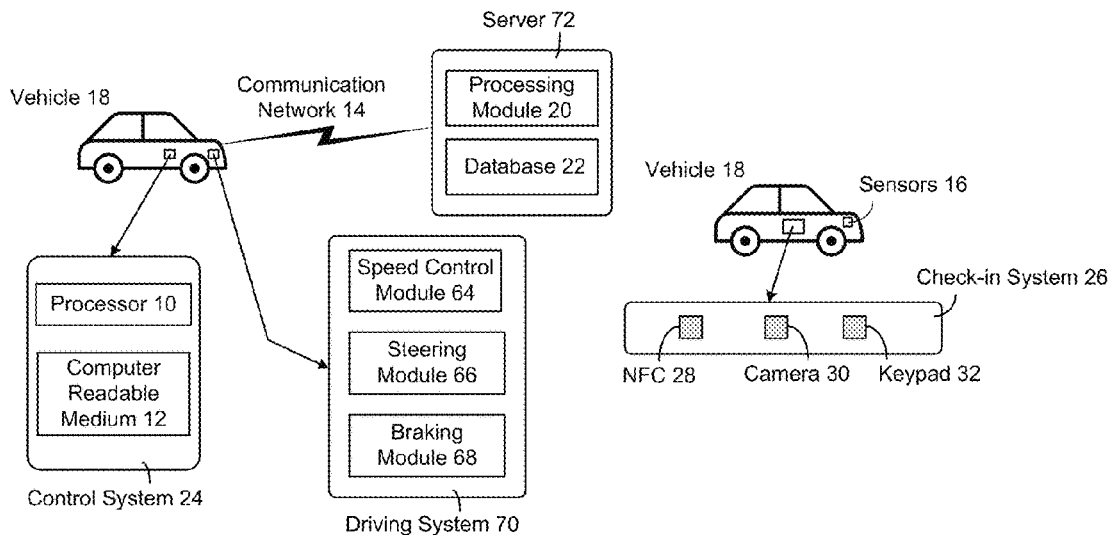 Server 72
Processing
Module 20
Database 22
Communication
Network 14
Vehicle 18
Vehicle 18
Sensors 16
Check-in System 26
NFC 28
Camera 30
Keypad 32
Processor 10
Computer
Readable
Medium 12
Control System 24
Speed Control
Module 64
Steering
Module 66
Braking
Module 68
Driving System 70